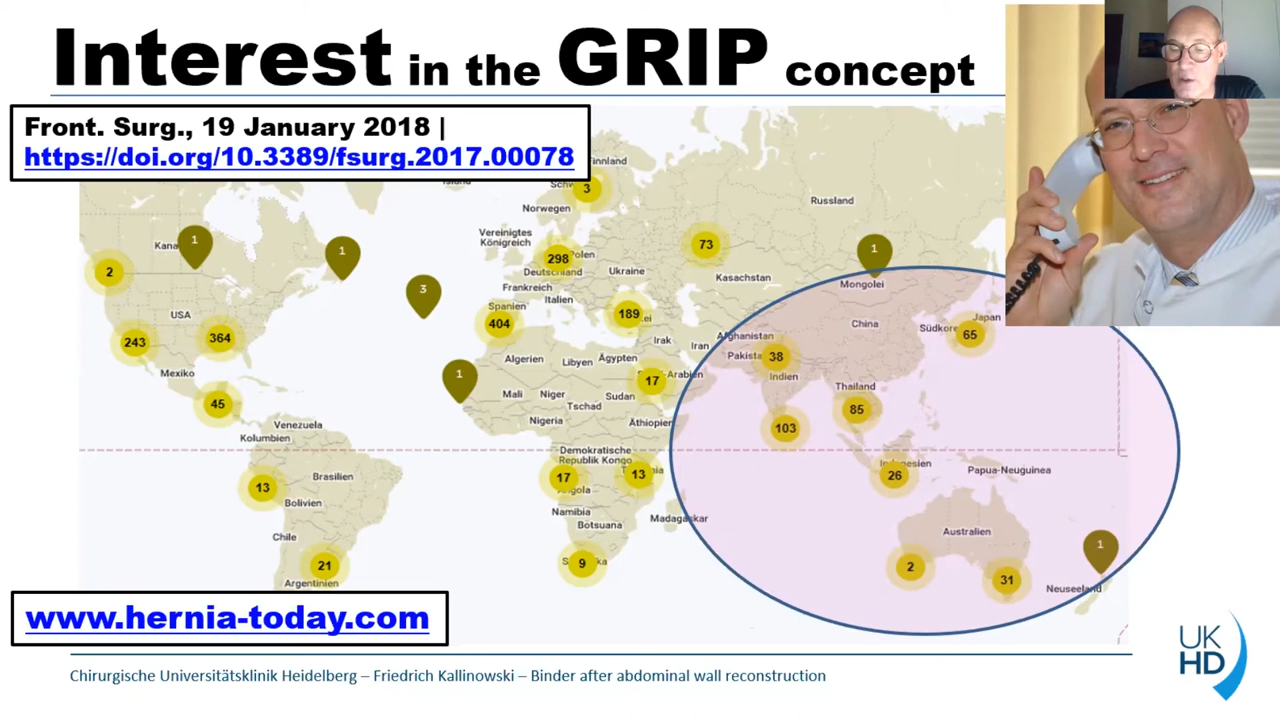 Interest in the GRIP concept
Front. Surg., 19 January 2018 |
https://doi.org/10.3389/fsurg.2017.00078
Finnland
3
Norwegen
Russland
Vereinigtes
Königreich
Kana
1
1
298
73
1
2
Deutschland
Ukraine
Kasachstan
Mongolei
3
Frankreich
Italien
USA
Spanien
189
China
Japan
243
364
404
Afghanistan
Irak
Iran
65
Mexiko
1
Algerien
Libyen
Ägypten
38
Indien
17
Thailand
45
Mali
Niger
Sudan
Tschad
85
Venezuela
Nigeria
103
Kolumbien
Demokratische
Republik Kongo
13
Brasilien
17
13
26
Papua-Neuguinea
Bolivien
Angola
Namibia
Madagaskar
Botsuana
Australien
Chile
1
21
9
2
31
Argentinien
Neuseeland
www.hernia-today.com
UK
HD
Chirurgische Universitätsklinik Heidelberg – Friedrich Kallinowski – Binder after abdominal wall reconstruction